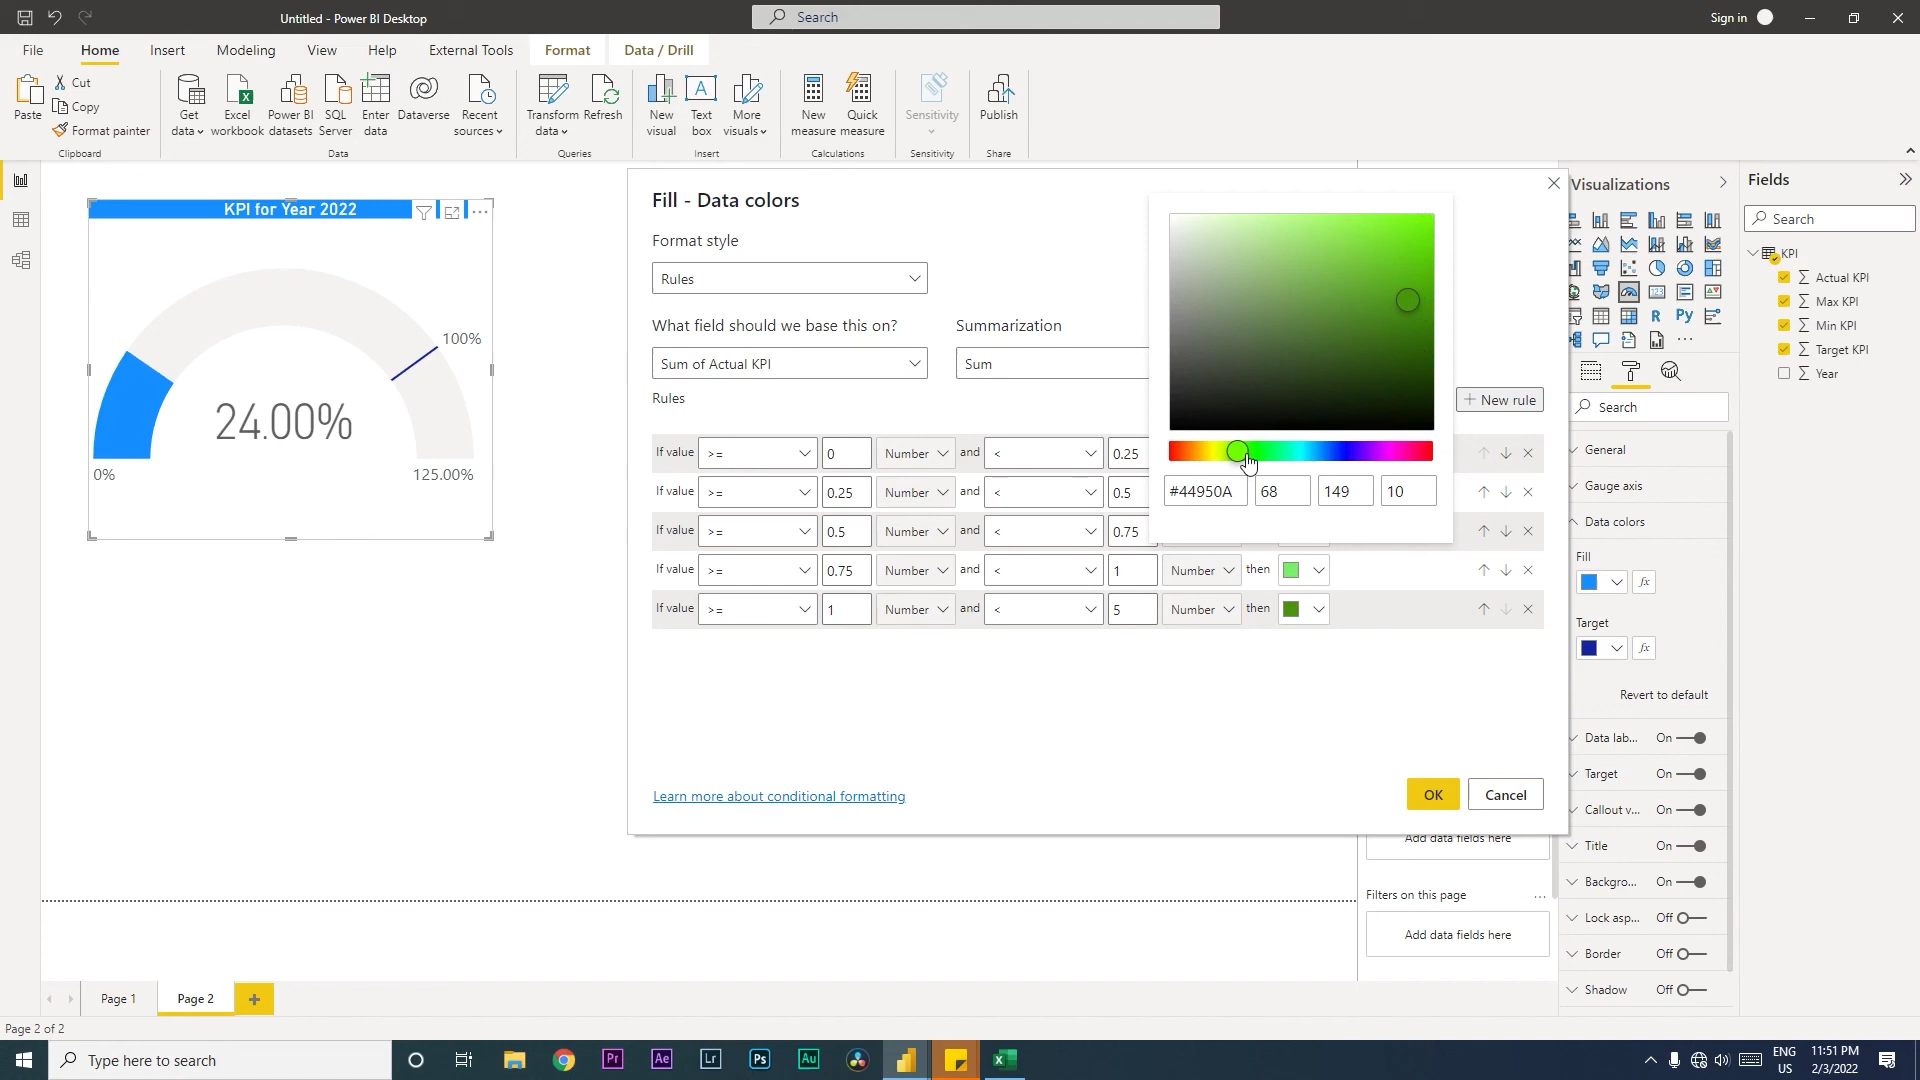 Untitled - Power BI Desktop
Search
Sign in
File
Home
Insert
Modeling
View
Help
External Tools
Format
Data / Drill
Paste
Cut
Copy
Format painter
Clipboard
Get data
Excel workbook
Power BI datasets
SQL Server
Enter data
Dataverse
Recent sources
Data
Transform data
Refresh
Queries
New visual
Text box
More visuals
Insert
New measure
Quick measure
Calculations
Sensitivity
Sensitivity
Publish
Share
KPI for Year 2022
100%
24.00%
0%
125.00%
Fill - Data colors
Format style
Rules
What field should we base this on?
Summarization
Sum of Actual KPI
Sum
Rules
New rule
If value >= 0 Number and < 0.25
If value >= 0.25 Number and < 0.5
If value >= 0.5 Number and < 0.75
If value >= 0.75 Number and < 1 Number then
If value >= 1 Number and < 5 Number then
#44950A 68 149 10
Learn more about conditional formatting
OK
Cancel
Add data fields here
Filters on this page
Add data fields here
Visualizations
R Py
Search
General
Gauge axis
Data colors
Fill
fx
Target
fx
Revert to default
Data lab... On
Target On
Callout v... On
Title On
Backgro... On
Lock asp... Off
Border Off
Shadow Off
Fields
Search
KPI
Actual KPI
Max KPI
Min KPI
Target KPI
Year
Page 1
Page 2
Page 2 of 2
Type here to search
Pr
Ae
Lr
Ps
Au
ENG
US
11:51 PM
2/3/2022